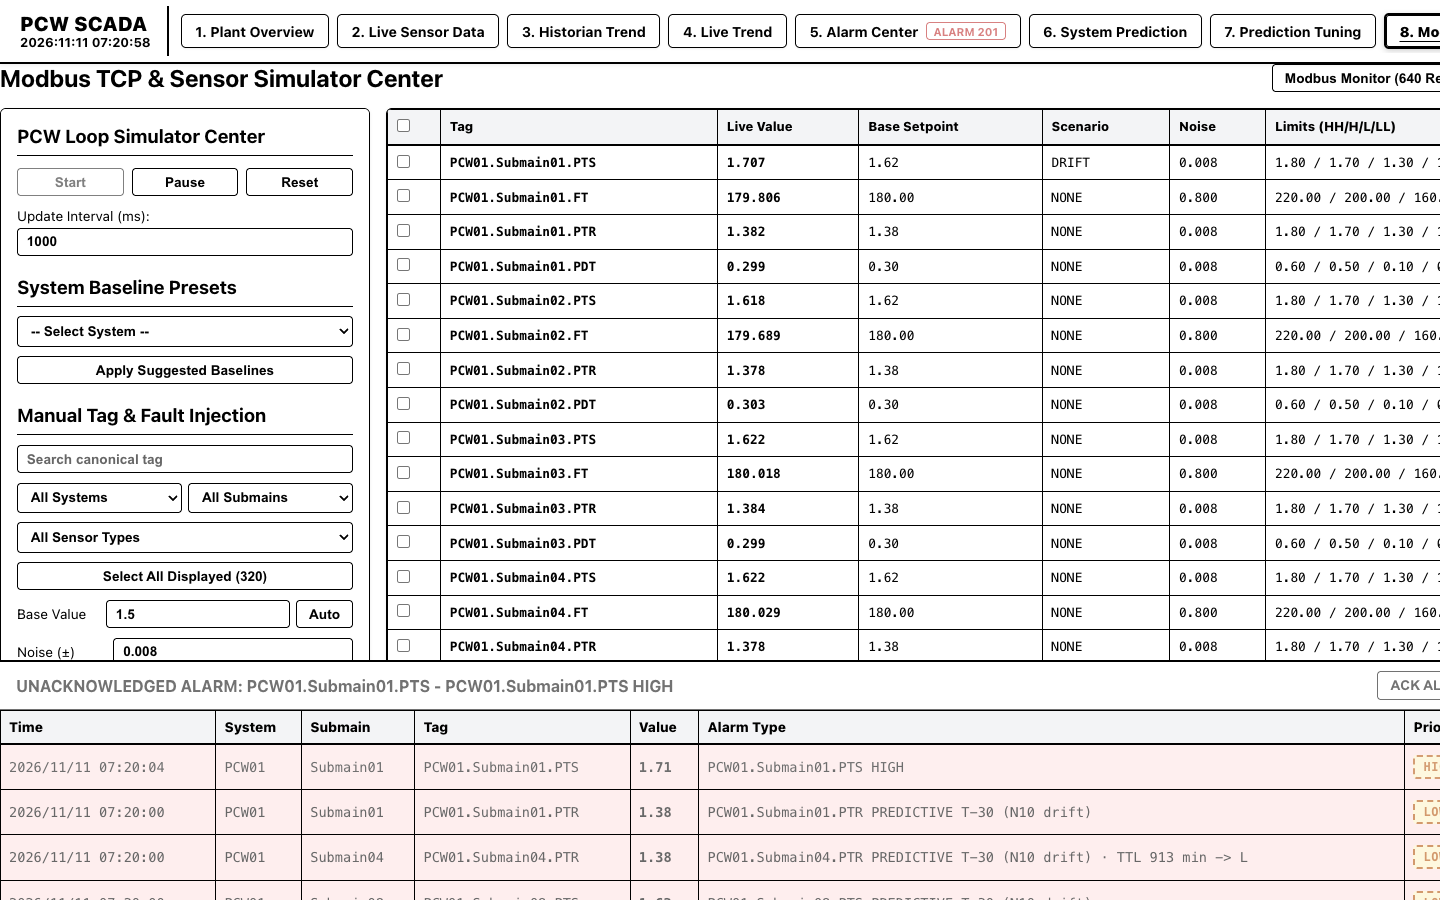 PCW SCADA
2026:11:11 07:20:58
1. Plant Overview
2. Live Sensor Data
3. Historian Trend
4. Live Trend
5. Alarm Center ALARM 201
6. System Prediction
7. Prediction Tuning
8. Mo
Modbus TCP & Sensor Simulator Center
Modbus Monitor (640 Re
PCW Loop Simulator Center
Start Pause Reset
Update Interval (ms):
1000
System Baseline Presets
-- Select System --
Apply Suggested Baselines
Manual Tag & Fault Injection
Search canonical tag
All Systems All Submains
All Sensor Types
Select All Displayed (320)
Base Value 1.5 Auto
Noise (±) 0.008
Tag Live Value Base Setpoint Scenario Noise Limits (HH/H/L/LL)
PCW01.Submain01.PTS 1.707 1.62 DRIFT 0.008 1.80 / 1.70 / 1.30 /
PCW01.Submain01.FT 179.806 180.00 NONE 0.800 220.00 / 200.00 / 160.
PCW01.Submain01.PTR 1.382 1.38 NONE 0.008 1.80 / 1.70 / 1.30 /
PCW01.Submain01.PDT 0.299 0.30 NONE 0.008 0.60 / 0.50 / 0.10 /
PCW01.Submain02.PTS 1.618 1.62 NONE 0.008 1.80 / 1.70 / 1.30 /
PCW01.Submain02.FT 179.689 180.00 NONE 0.800 220.00 / 200.00 / 160.
PCW01.Submain02.PTR 1.378 1.38 NONE 0.008 1.80 / 1.70 / 1.30 /
PCW01.Submain02.PDT 0.303 0.30 NONE 0.008 0.60 / 0.50 / 0.10 /
PCW01.Submain03.PTS 1.622 1.62 NONE 0.008 1.80 / 1.70 / 1.30 /
PCW01.Submain03.FT 180.018 180.00 NONE 0.800 220.00 / 200.00 / 160.
PCW01.Submain03.PTR 1.384 1.38 NONE 0.008 1.80 / 1.70 / 1.30 /
PCW01.Submain03.PDT 0.299 0.30 NONE 0.008 0.60 / 0.50 / 0.10 /
PCW01.Submain04.PTS 1.622 1.62 NONE 0.008 1.80 / 1.70 / 1.30 /
PCW01.Submain04.FT 180.029 180.00 NONE 0.800 220.00 / 200.00 / 160.
PCW01.Submain04.PTR 1.378 1.38 NONE 0.008 1.80 / 1.70 / 1.30 /
UNACKNOWLEDGED ALARM: PCW01.Submain01.PTS - PCW01.Submain01.PTS HIGH
ACK AL
Time System Submain Tag Value Alarm Type Prio
2026/11/11 07:20:04 PCW01 Submain01 PCW01.Submain01.PTS 1.71 PCW01.Submain01.PTS HIGH HI
2026/11/11 07:20:00 PCW01 Submain01 PCW01.Submain01.PTR 1.38 PCW01.Submain01.PTR PREDICTIVE T-30 (N10 drift) LO
2026/11/11 07:20:00 PCW01 Submain04 PCW01.Submain04.PTR 1.38 PCW01.Submain04.PTR PREDICTIVE T-30 (N10 drift) · TTL 913 min -> L LO